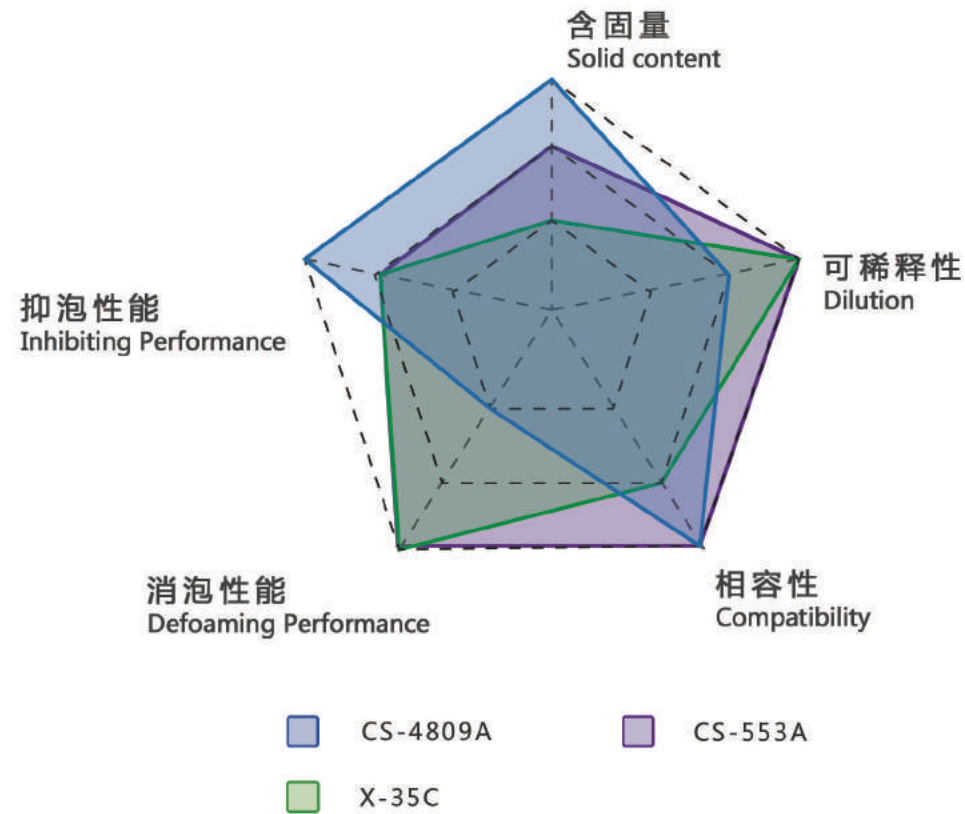 含固量
Solid content
可稀释性
Dilution
抑泡性能
Inhibiting Performance
消泡性能
Defoaming Performance
相容性
Compatibility
CS-4809A
CS-553A
X-35C